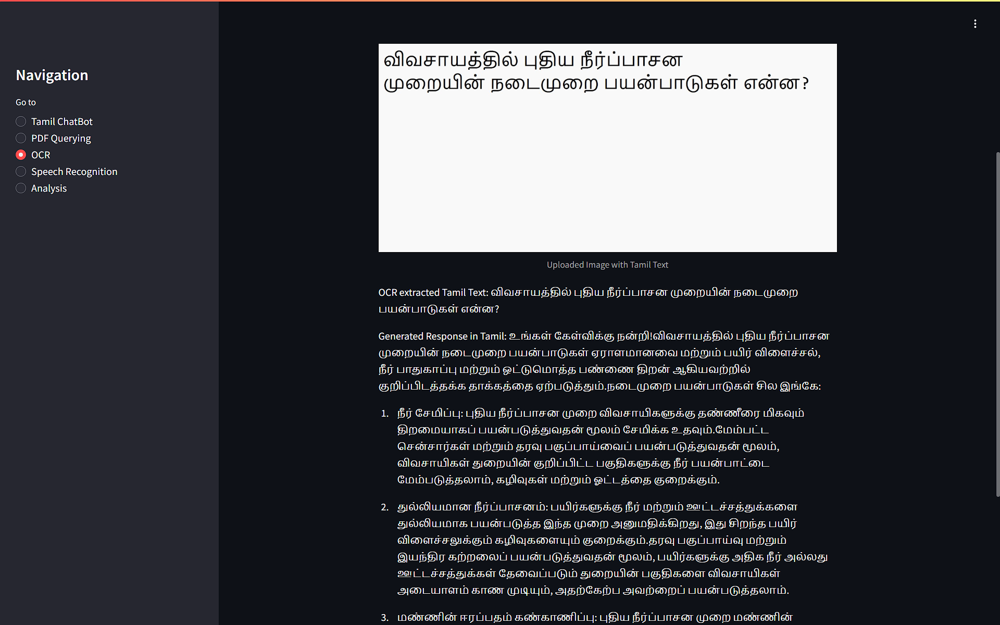 Navigation
Go to
Tamil ChatBot
PDF Querying
OCR
Speech Recognition
Analysis
விவசாயத்தில் புதிய நீர்ப்பாசன
முறையின் நடைமுறை பயன்பாடுகள் என்ன?
Uploaded Image with Tamil Text
OCR extracted Tamil Text: விவசாயத்தில் புதிய நீர்ப்பாசன முறையின் நடைமுறை
பயன்பாடுகள் என்ன?
Generated Response in Tamil: உங்கள் கேள்விக்கு நன்றி!விவசாயத்தில் புதிய நீர்ப்பாசன
முறையின் நடைமுறை பயன்பாடுகள் ஏராளமானவை மற்றும் பயிர் விளைச்சல்,
நீர் பாதுகாப்பு மற்றும் ஒட்டுமொத்த பண்ணை திறன் ஆகியவற்றில்
குறிப்பிடத்தக்க தாக்கத்தை ஏற்படுத்தும்.நடைமுறை பயன்பாடுகள் சில இங்கே:
1. நீர் சேமிப்பு: புதிய நீர்ப்பாசன முறை விவசாயிகளுக்கு தண்ணீரை மிகவும்
திறமையாகப் பயன்படுத்துவதன் மூலம் சேமிக்க உதவும்.மேம்பட்ட
சென்சார்கள் மற்றும் தரவு பகுப்பாய்வைப் பயன்படுத்துவதன் மூலம்,
விவசாயிகள் துறையின் குறிப்பிட்ட பகுதிகளுக்கு நீர் பயன்பாட்டை
மேம்படுத்தலாம், கழிவுகள் மற்றும் ஓட்டத்தை குறைக்கும்.
2. துல்லியமான நீர்ப்பாசனம்: பயிர்களுக்கு நீர் மற்றும் ஊட்டச்சத்துக்களை
துல்லியமாக பயன்படுத்த இந்த முறை அனுமதிக்கிறது, இது சிறந்த பயிர்
விளைச்சலுக்கும் கழிவுகளையும் குறைக்கும்.தரவு பகுப்பாய்வு மற்றும்
இயந்திர கற்றலைப் பயன்படுத்துவதன் மூலம், பயிர்களுக்கு அதிக நீர் அல்லது
ஊட்டச்சத்துக்கள் தேவைப்படும் துறையின் பகுதிகளை விவசாயிகள்
அடையாளம் காண முடியும், அதற்கேற்ப அவற்றைப் பயன்படுத்தலாம்.
3. மண்ணின் ஈரப்பதம் கண்காணிப்பு: புதிய நீர்ப்பாசன முறை மண்ணின்